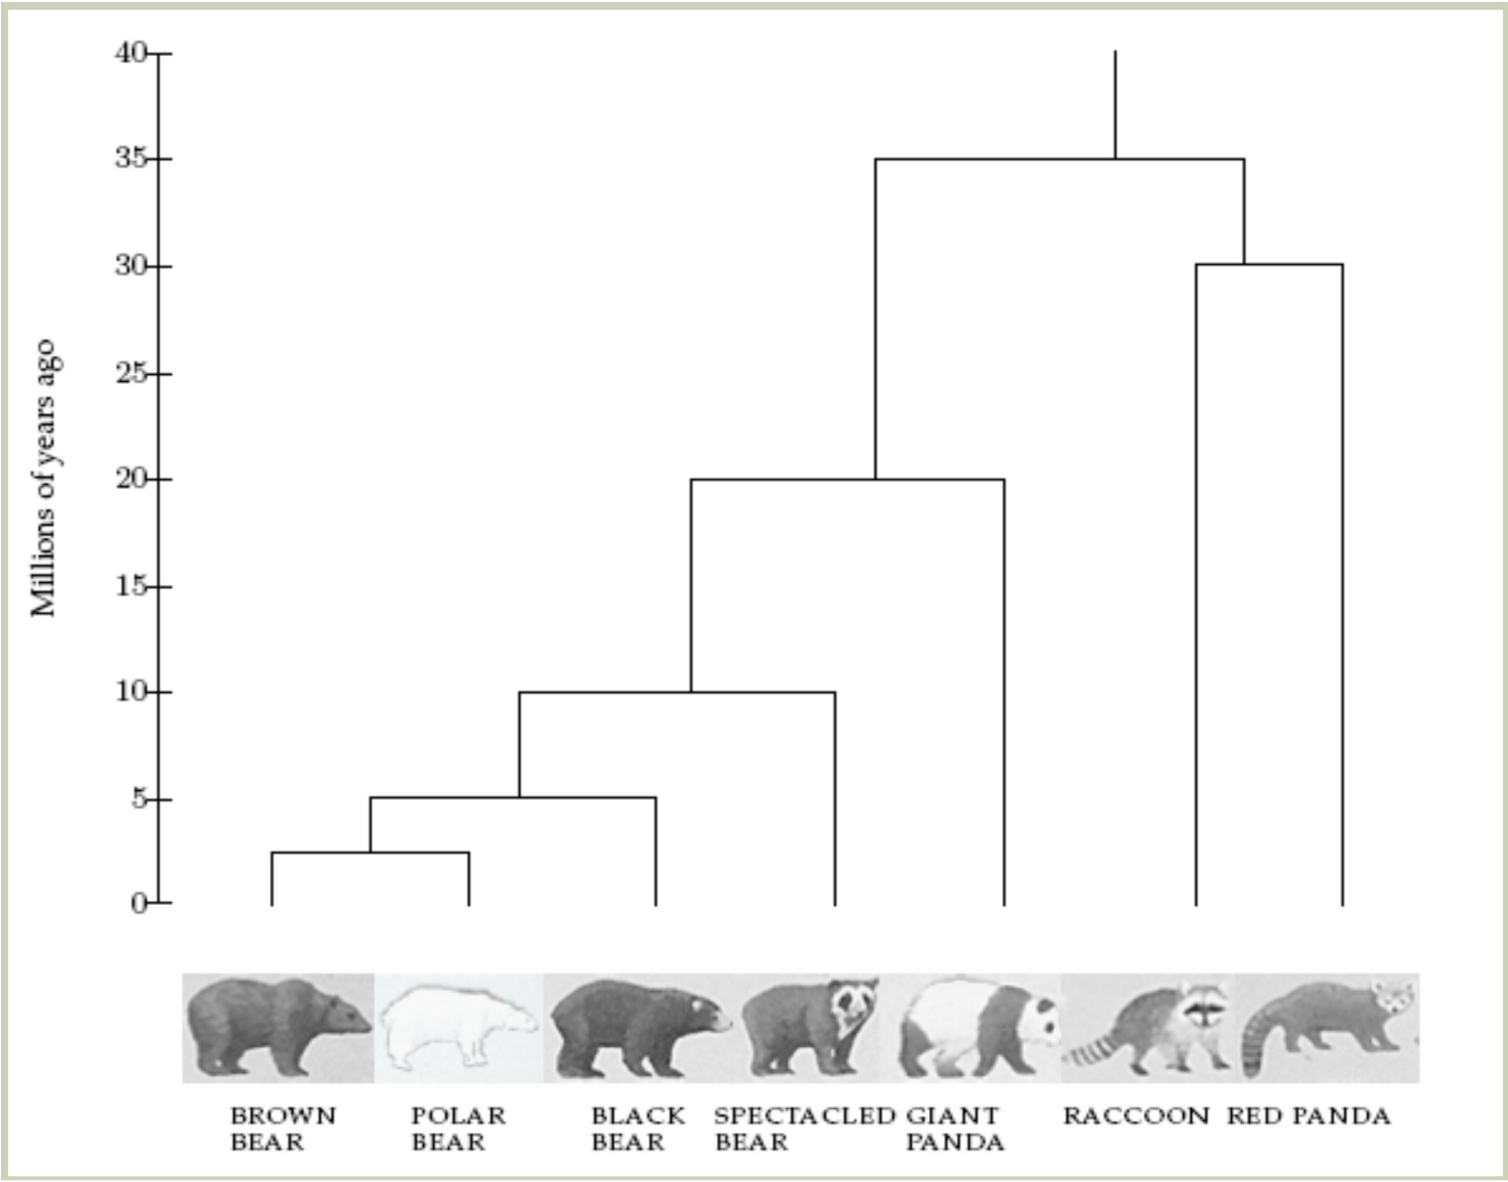 Millions of years ago
40
35
30
25
20
15
10
5
0
BROWN
BEAR
POLAR
BEAR
BLACK
BEAR
SPECTACLED
BEAR
GIANT
PANDA
RACCOON
RED PANDA